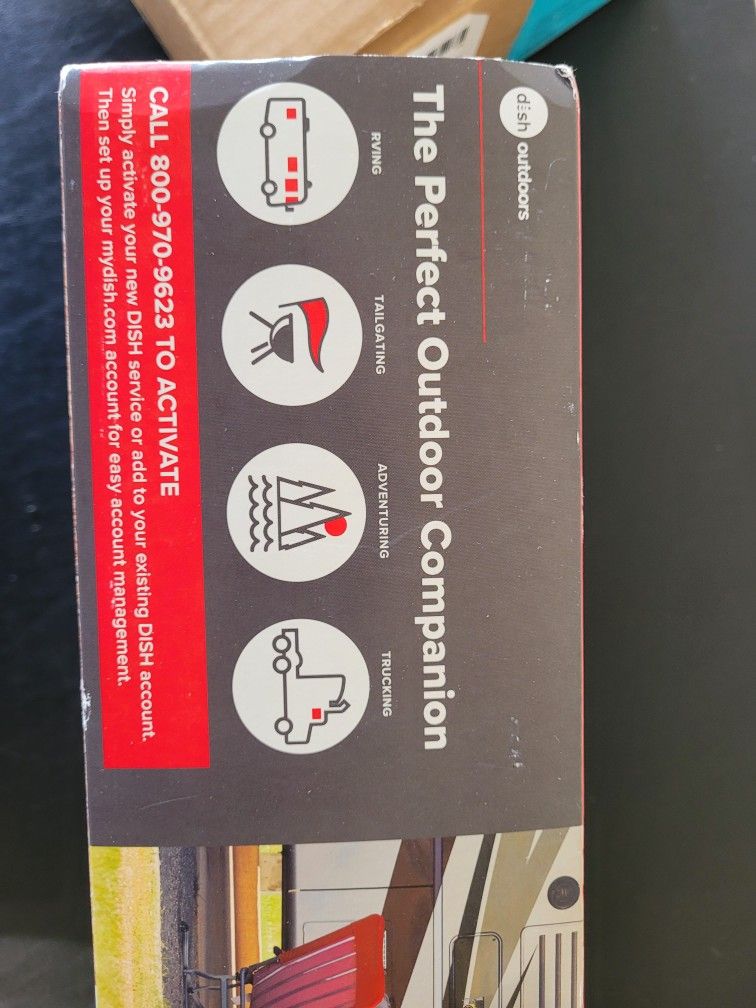 dish outdoors
The Perfect Outdoor Companion
RVING
TAILGATING
ADVENTURING
TRUCKING
CALL 800-970-9623 TO ACTIVATE
Simply activate your new DISH service or add to your existing DISH account.
Then set up your mydish.com account for easy account management.